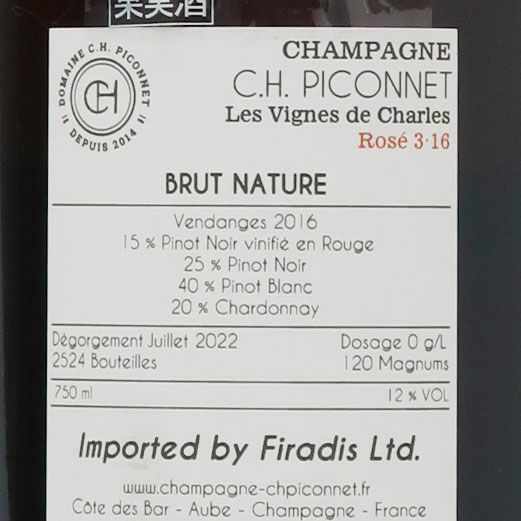 果実酒
DOMAINE C.H. PICONNET
CH
DEPUIS 2014
CHAMPAGNE
C.H. PICONNET
Les Vignes de Charles
Rosé 3·16
BRUT NATURE
Vendanges 2016
15 % Pinot Noir vinifié en Rouge
25 % Pinot Noir
40 % Pinot Blanc
20 % Chardonnay
Dégorgement Juillet 2022 Dosage 0 g/L
2524 Bouteilles 120 Magnums
750 ml 12 % VOL
Imported by Firadis Ltd.
www.champagne-chpiconnet.fr
Côte des Bar - Aube - Champagne - France